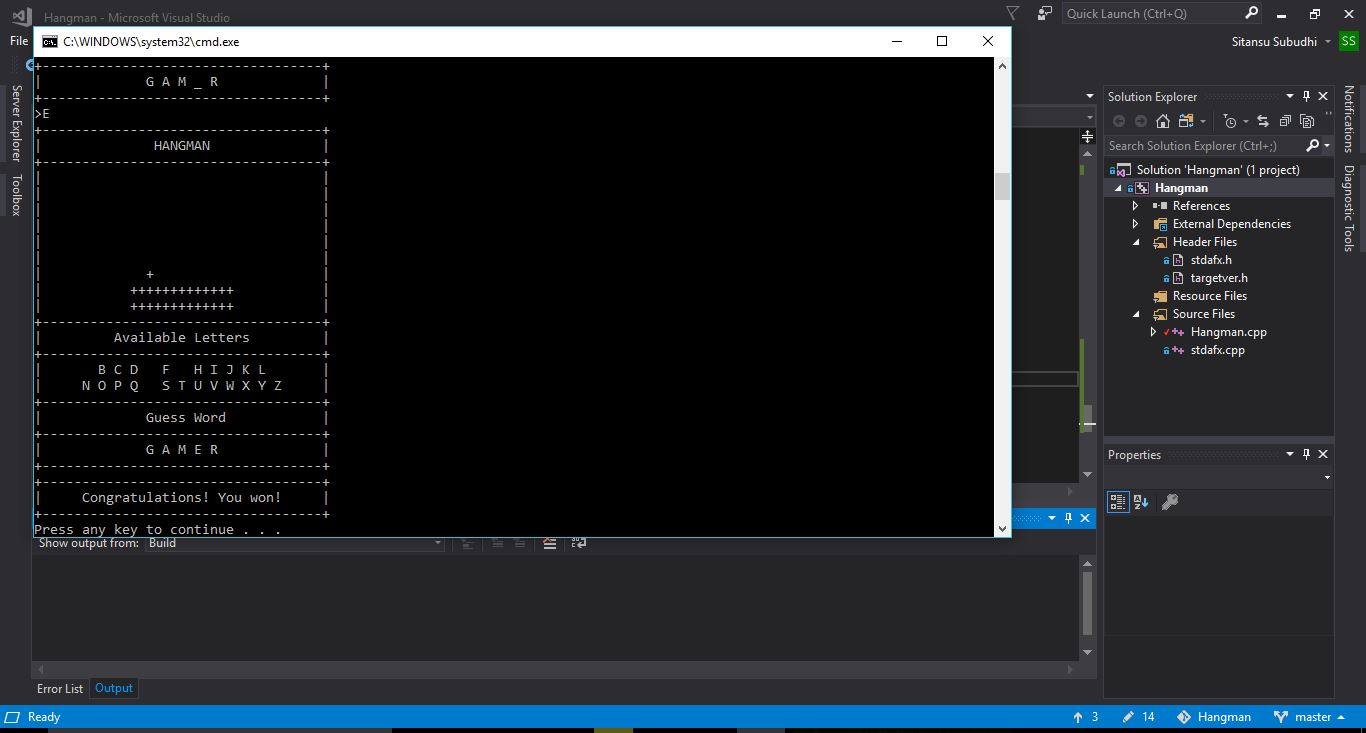 Hangman - Microsoft Visual Studio
Quick Launch (Ctrl+Q)
File
Sitansu Subudhi
SS
C:\WINDOWS\system32\cmd.exe
+-----------------------------------+
| G A M _ R |
+-----------------------------------+
>E
+-----------------------------------+
| HANGMAN |
+-----------------------------------+
| |
| |
| |
| |
| |
| |
| + |
| +++++++++++++ |
| +++++++++++++ |
+-----------------------------------+
| Available Letters |
+-----------------------------------+
| B C D F H I J K L |
| N O P Q S T U V W X Y Z |
+-----------------------------------+
| Guess Word |
+-----------------------------------+
| G A M E R |
+-----------------------------------+
+-----------------------------------+
| Congratulations! You won! |
+-----------------------------------+
Press any key to continue . . .
Server Explorer
Toolbox
Show output from: Build
Error List Output
Solution Explorer
Search Solution Explorer (Ctrl+;)
Solution 'Hangman' (1 project)
Hangman
References
External Dependencies
Header Files
stdafx.h
targetver.h
Resource Files
Source Files
Hangman.cpp
stdafx.cpp
Properties
Notifications
Diagnostic Tools
Ready
3
14
Hangman
master